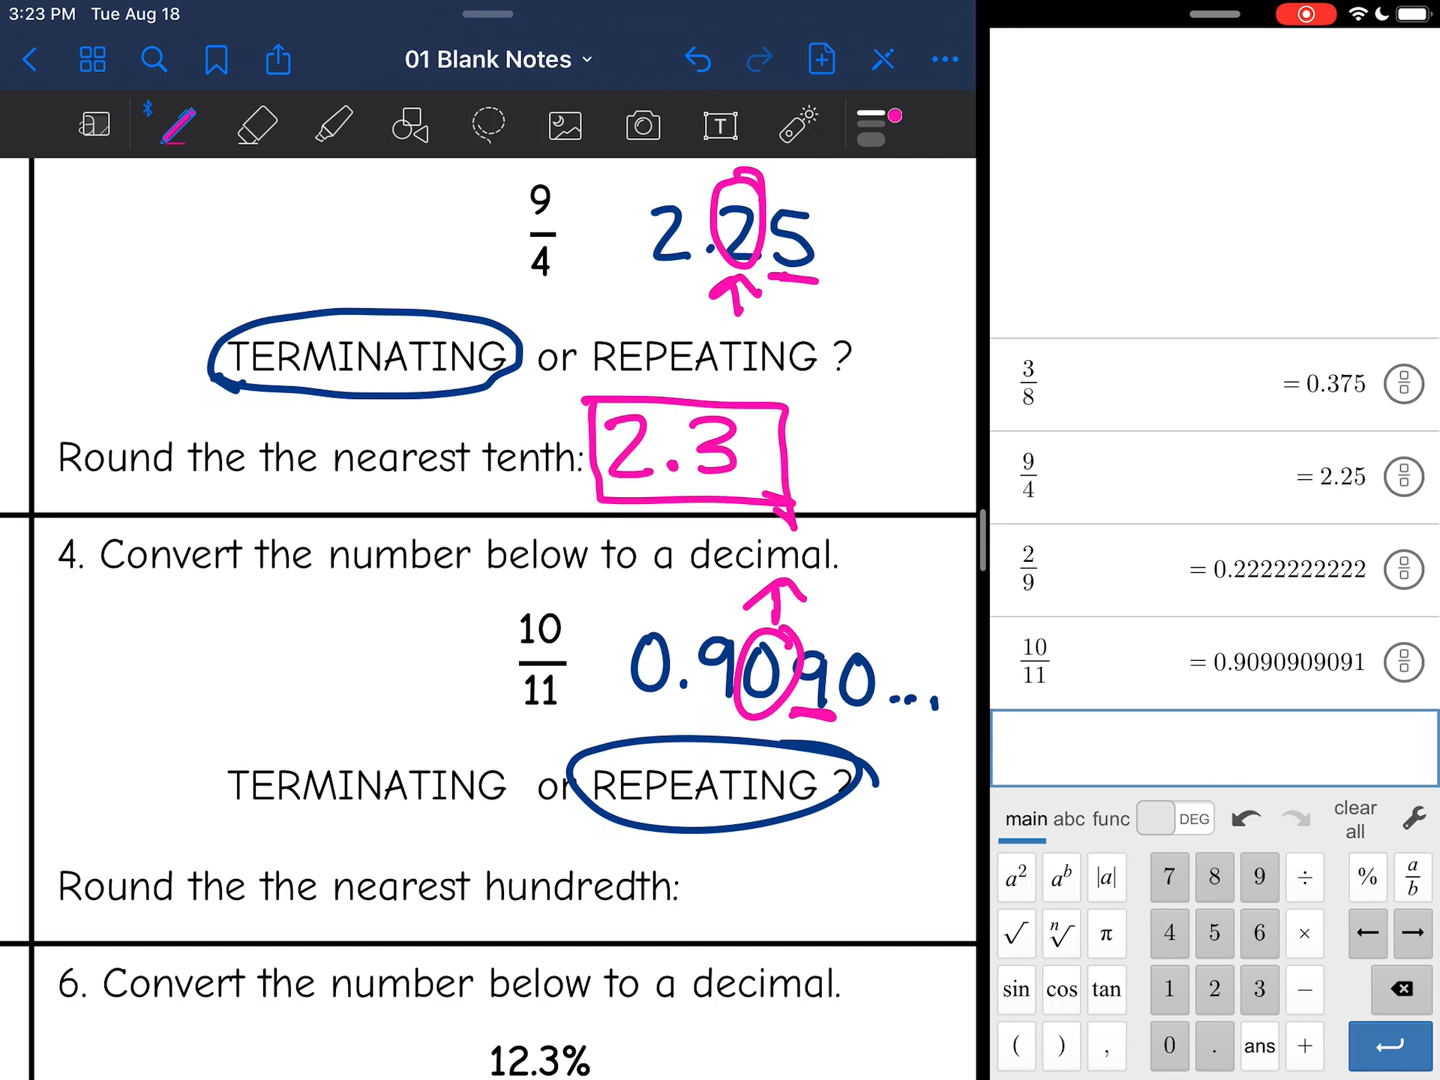 3:23 PM Tue Aug 18
01 Blank Notes
T
9
4
2.25
TERMINATING or REPEATING ?
Round the the nearest tenth: 2.3
4. Convert the number below to a decimal.
10
11
0.9090...
TERMINATING or REPEATING ?
Round the the nearest hundredth:
6. Convert the number below to a decimal.
12.3%
3
8
= 0.375
9
4
= 2.25
2
9
= 0.2222222222
10
11
= 0.9090909091
main abc func DEG clear all
a² aᵇ |a| 7 8 9 ÷ % a/b
√ ⁿ√ π 4 5 6 × ← →
sin cos tan 1 2 3 −
( ) , 0 . ans +